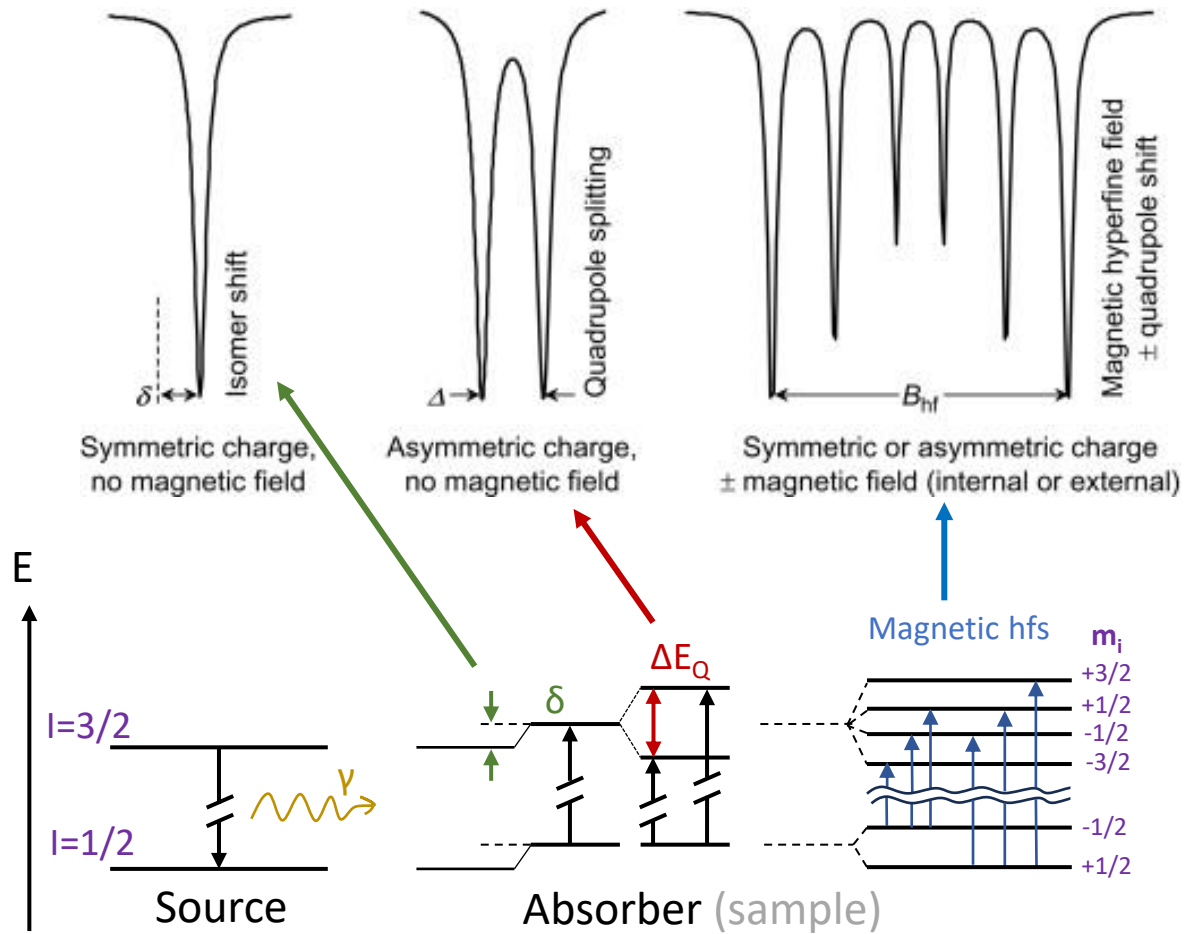 δ
Isomer shift
Symmetric charge,
no magnetic field
Δ
Quadrupole splitting
Asymmetric charge,
no magnetic field
B_hf
Magnetic hyperfine field
± quadrupole shift
Symmetric or asymmetric charge
± magnetic field (internal or external)
E
I=3/2
I=1/2
γ
Source
δ
ΔE_Q
Absorber (sample)
Magnetic hfs
m_i
+3/2
+1/2
-1/2
-3/2
-1/2
+1/2